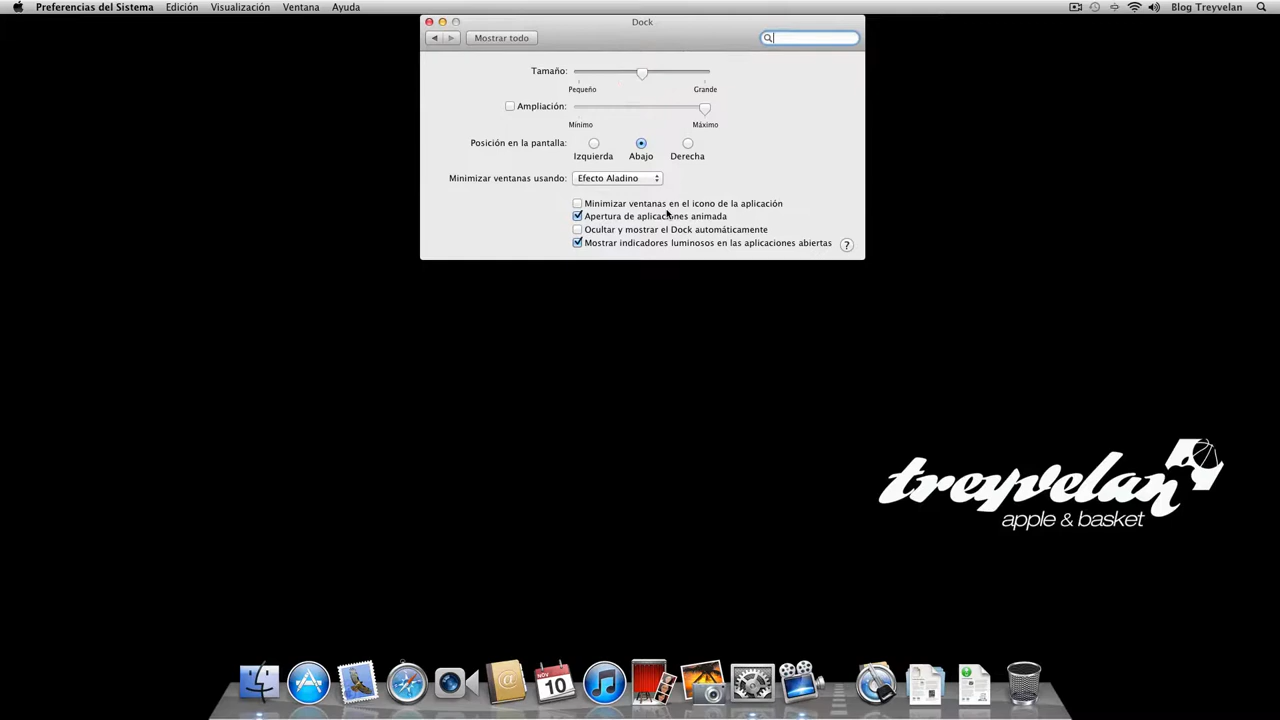 Preferencias del Sistema Edición Visualización Ventana Ayuda Blog Treyvelan
Dock
Mostrar todo
Tamaño:
Pequeño Grande
Ampliación:
Mínimo Máximo
Posición en la pantalla:
Izquierda Abajo Derecha
Minimizar ventanas usando: Efecto Aladino
Minimizar ventanas en el icono de la aplicación
Apertura de aplicaciones animada
Ocultar y mostrar el Dock automáticamente
Mostrar indicadores luminosos en las aplicaciones abiertas ?
treyvelan
apple & basket
NOV
10